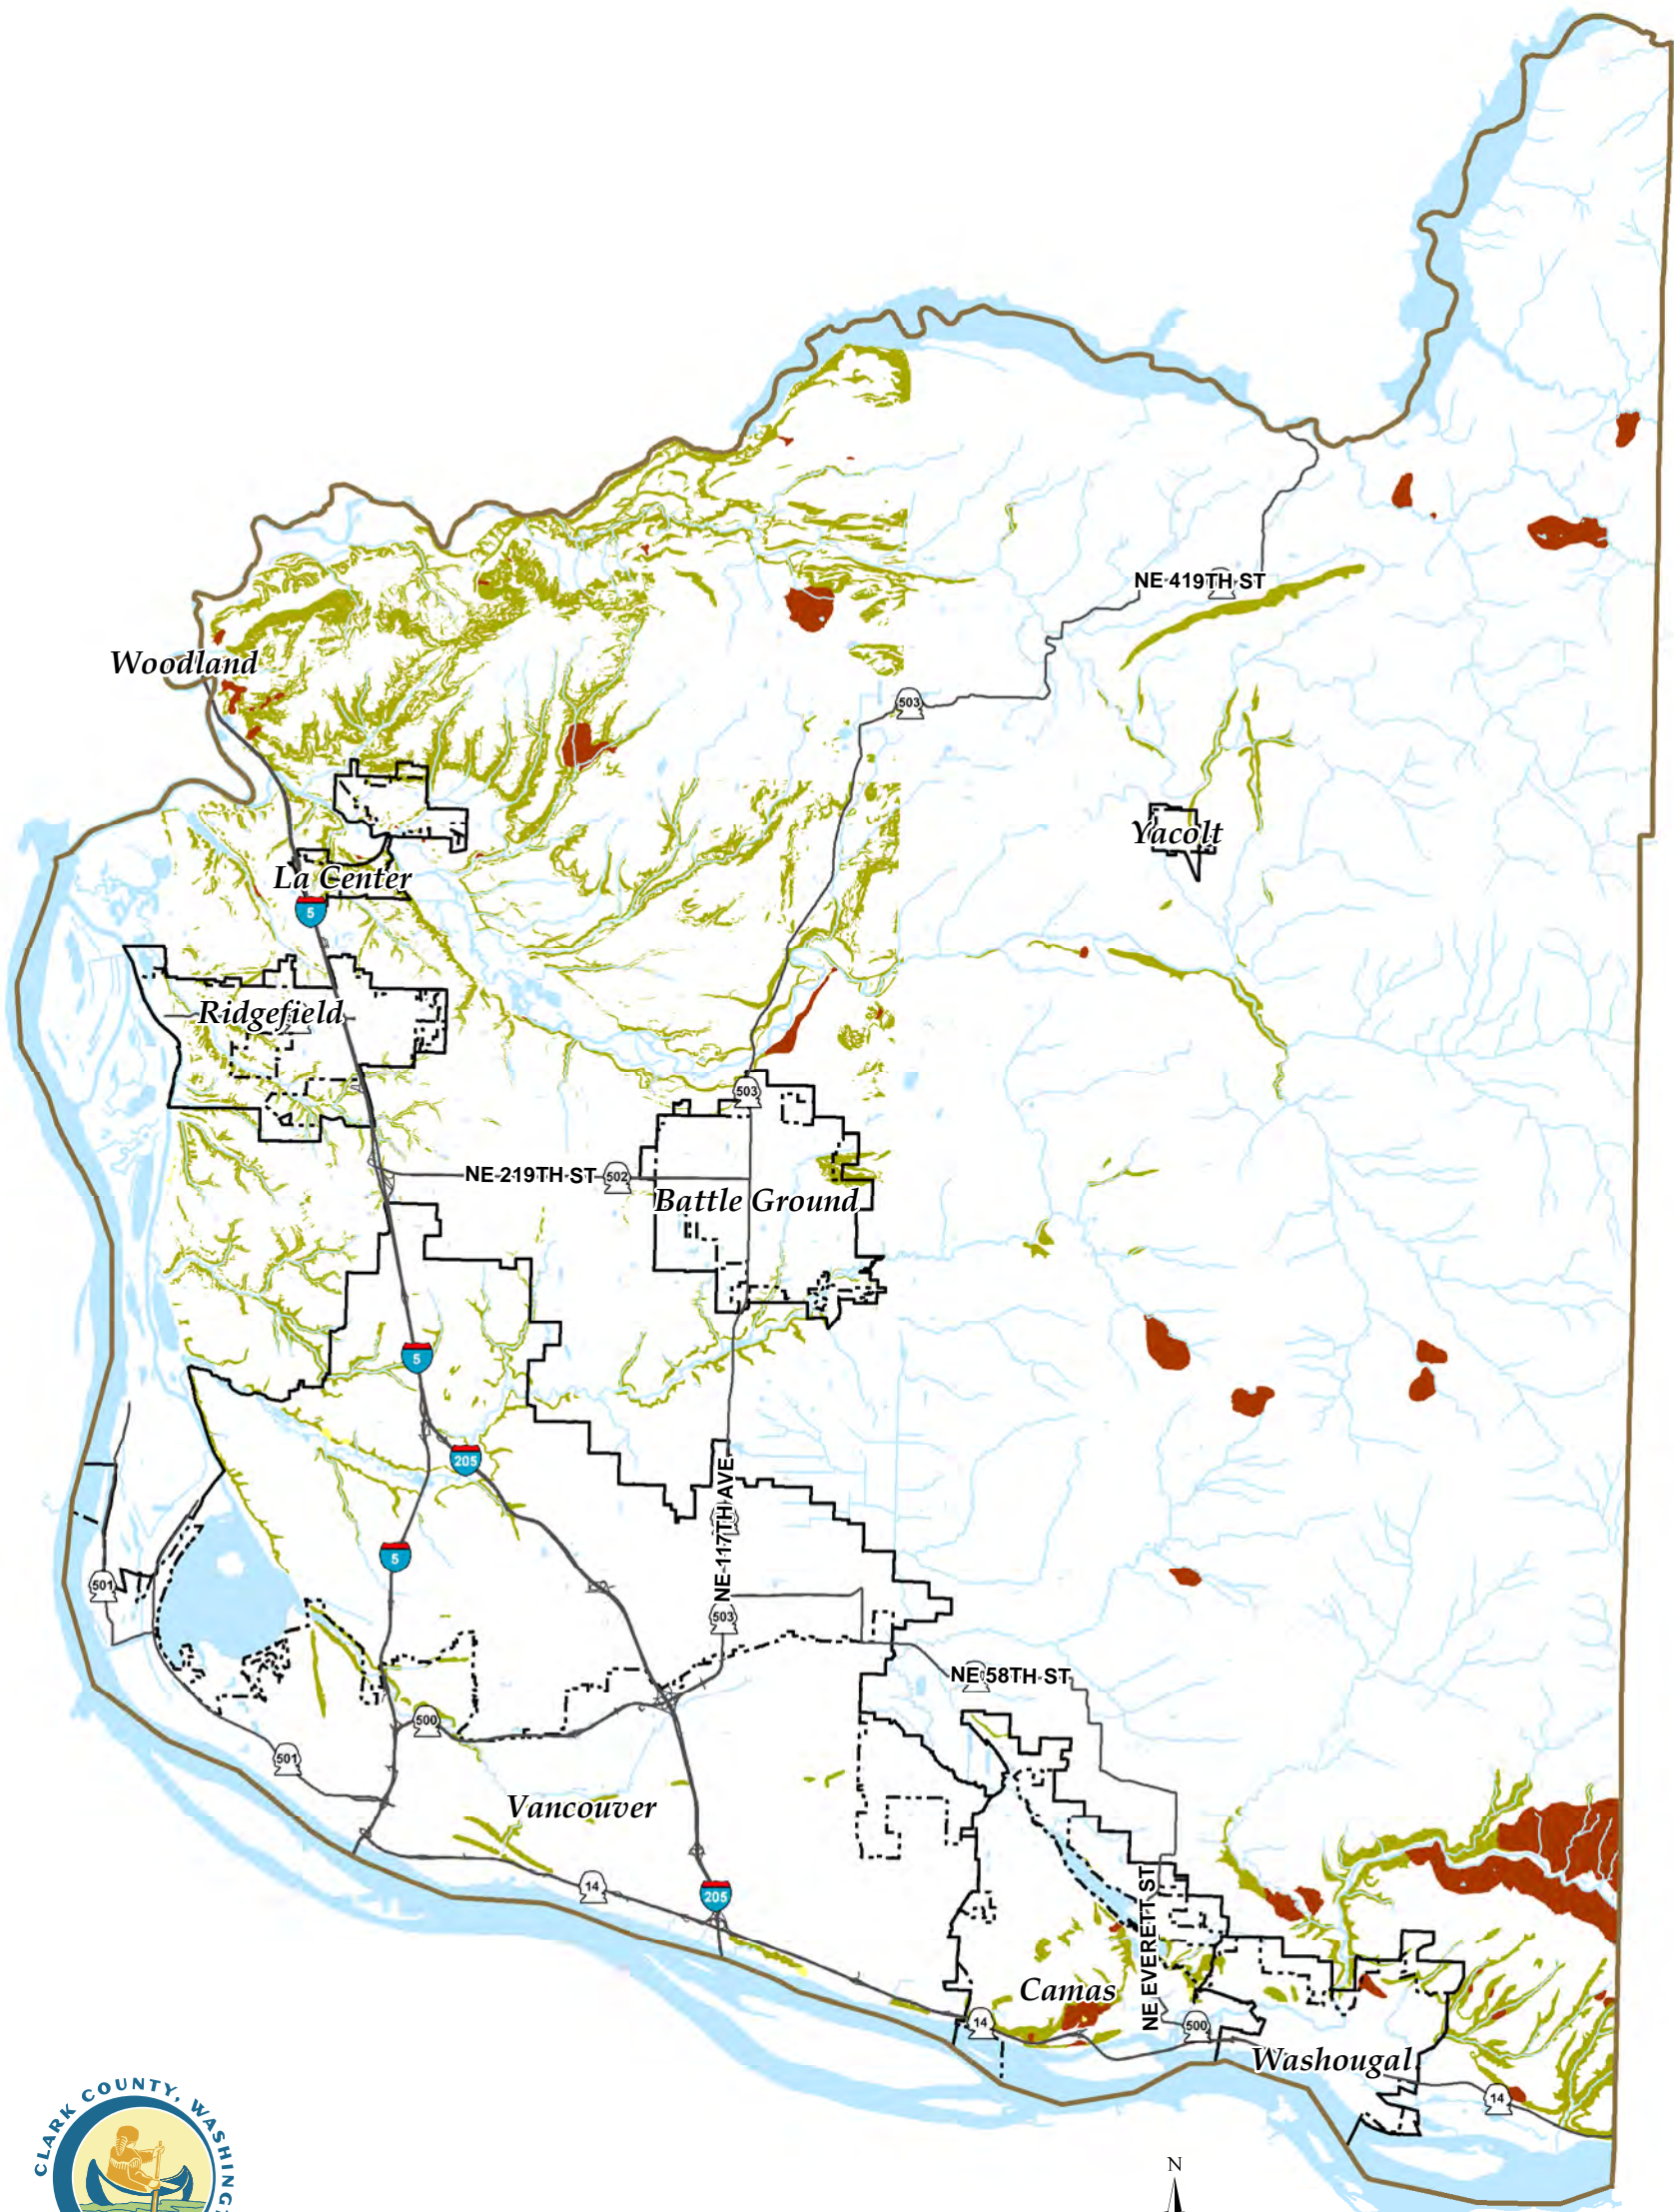 NE 419TH ST
Woodland
503
Yacolt
La Center
5
Ridgefield
503
NE 219TH ST
502
Battle Ground
5
205
NE 117TH AVE
5
501
503
NE 58TH ST
500
501
Vancouver
14
205
NE EVERETT ST
Camas
14
500
Washougal
14
CLARK COUNTY,
N